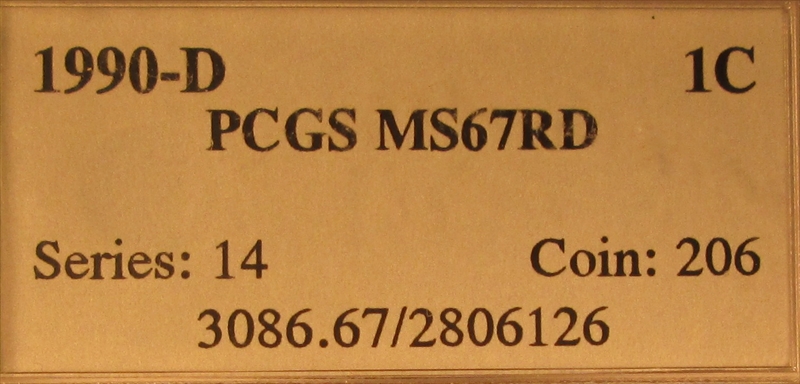 1990-D 1C
PCGS MS67RD
Series: 14 Coin: 206
3086.67/2806126